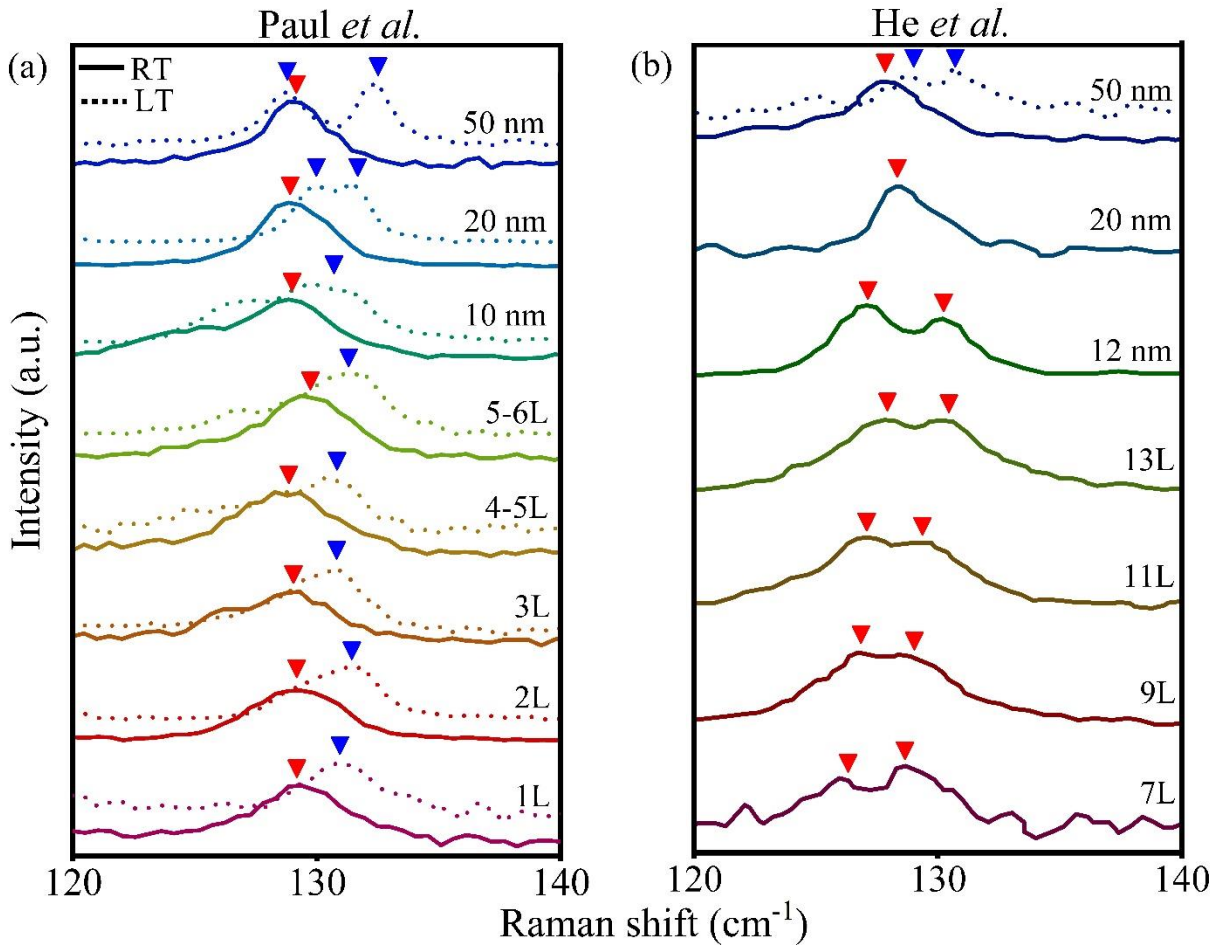 Paul et al.
(a)
RT
LT
50 nm
20 nm
10 nm
5-6L
4-5L
3L
2L
1L
120
130
140
He et al.
(b)
50 nm
20 nm
12 nm
13L
11L
9L
7L
120
130
140
Intensity (a.u.)
Raman shift (cm⁻¹)